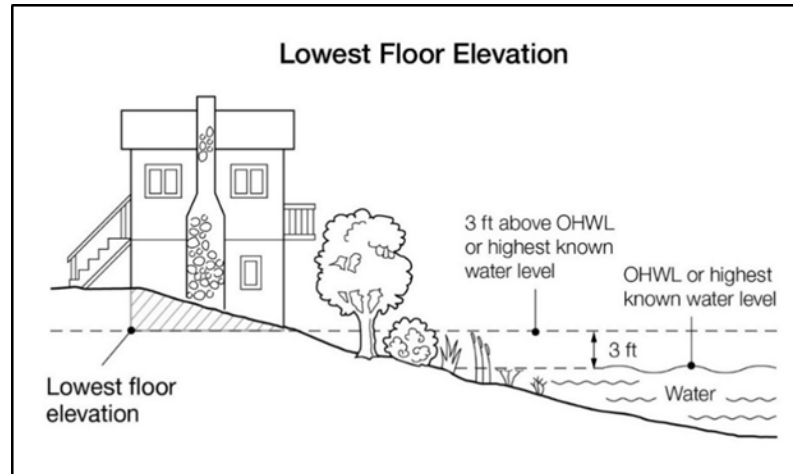 Lowest Floor Elevation
3 ft above OHWL
or highest known
water level
OHWL or highest
known water level
3 ft
Water
Lowest floor
elevation